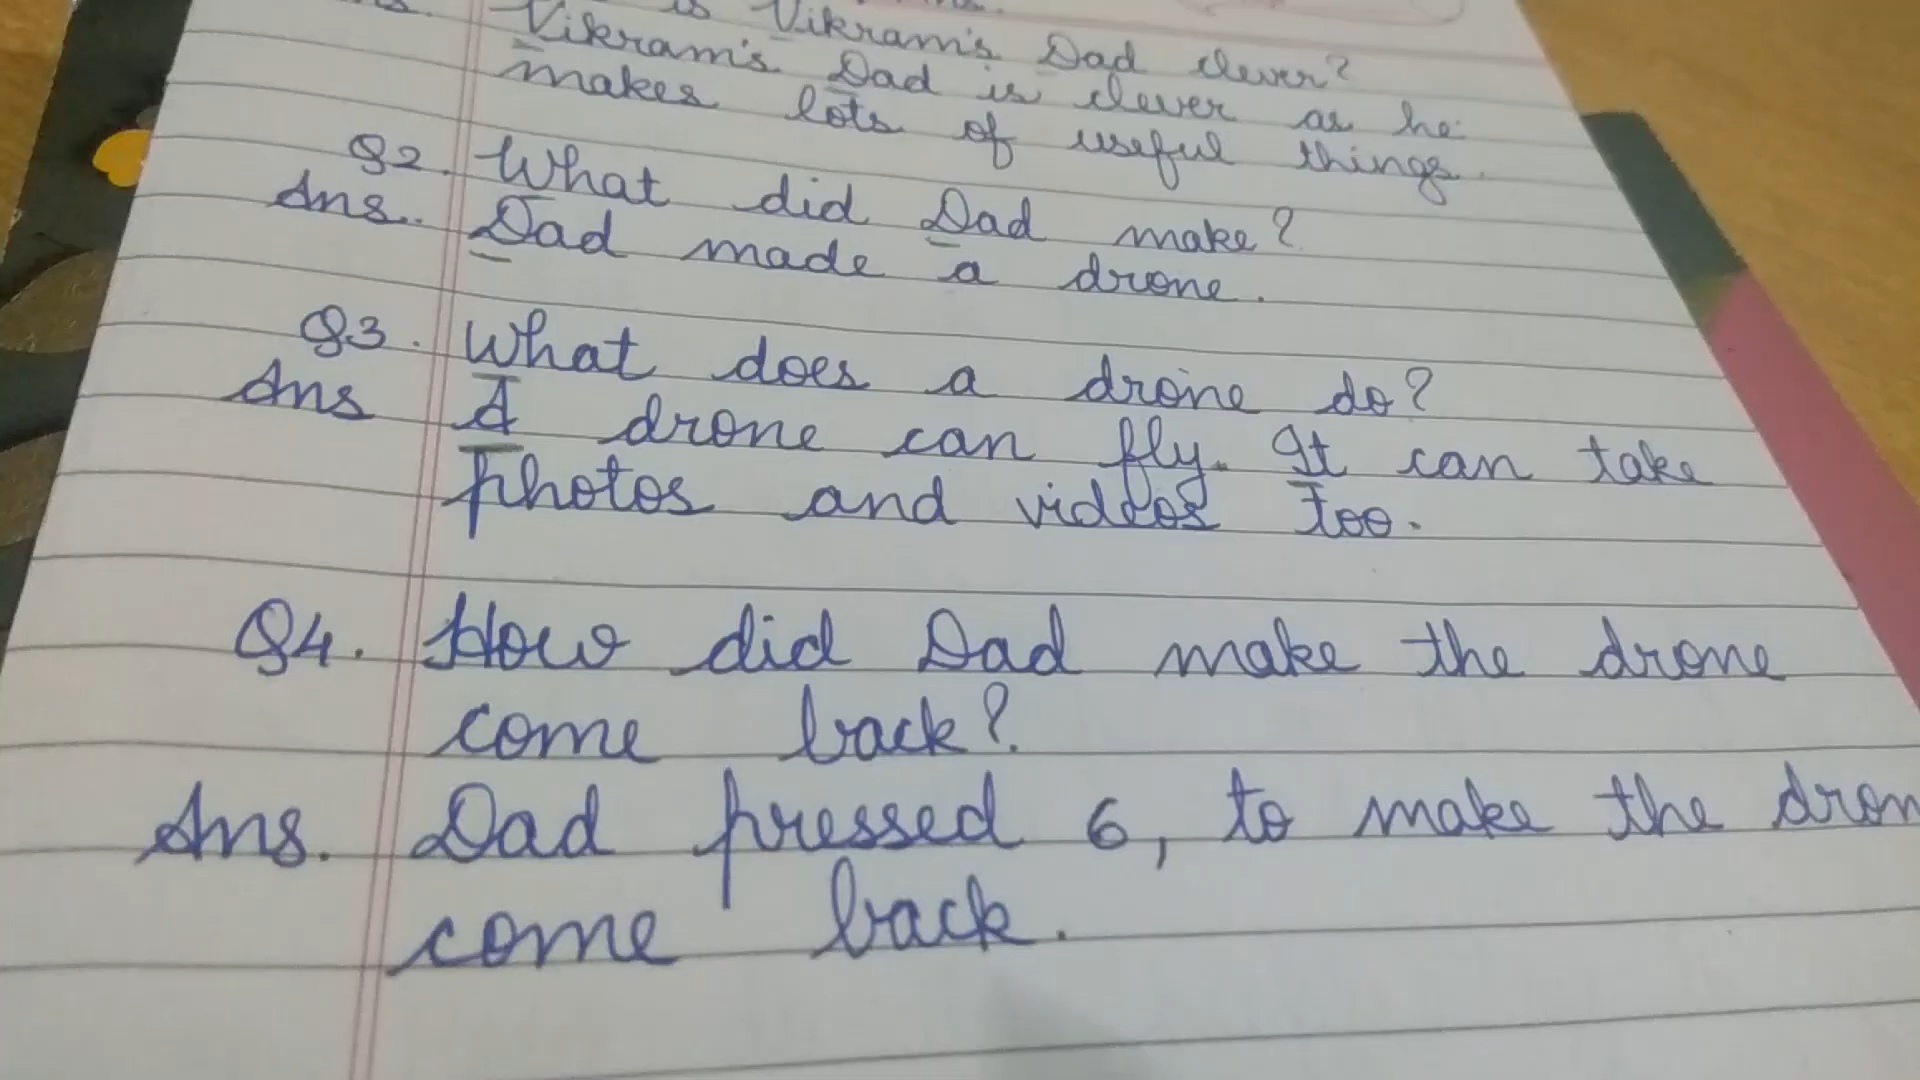 is Vikram's Dad clever?
Vikram's Dad is clever as he
makes lots of useful things.
Q2. What did Dad make?
Ans.. Dad made a drone.
Q3. What does a drone do?
Ans A drone can fly. It can take
photos and videos too.
Q4. How did Dad make the drone
come back?
Ans. Dad pressed 6, to make the dron
come back.